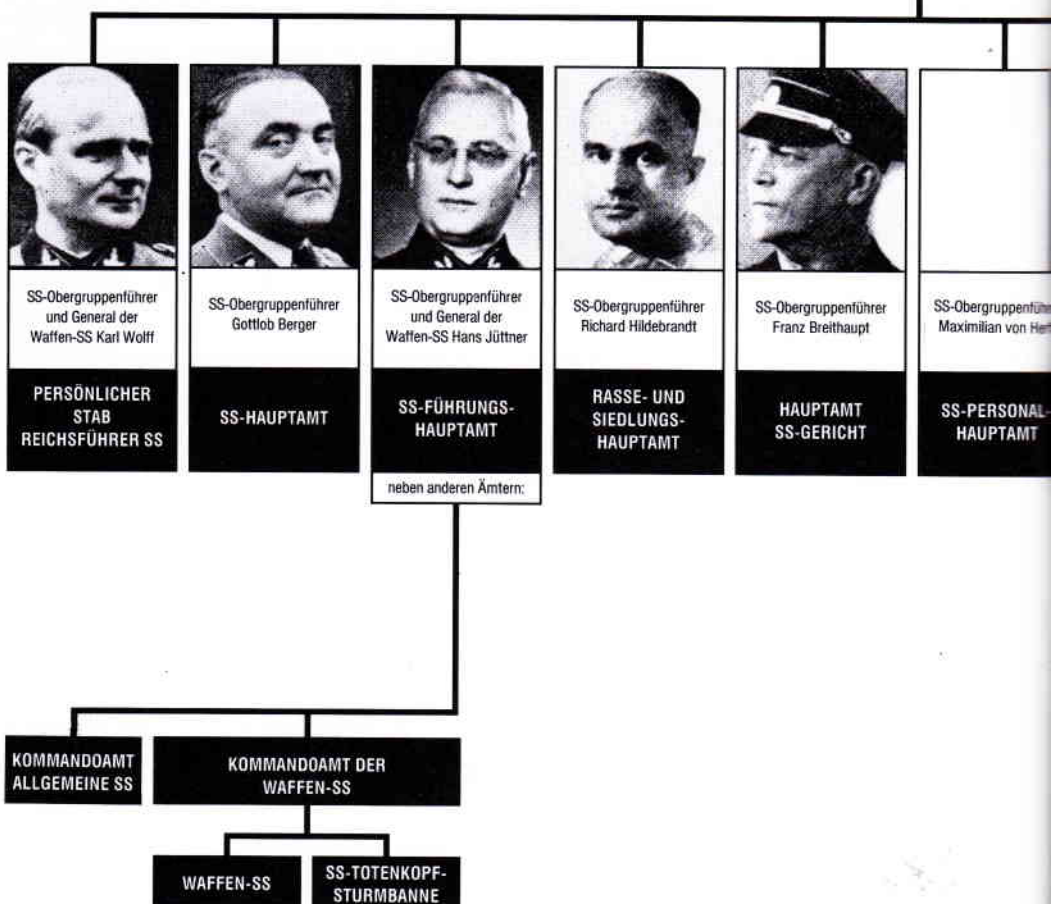 SS-Obergruppenführer
und General der
Waffen-SS Karl Wolff
PERSÖNLICHER
STAB
REICHSFÜHRER SS
SS-Obergruppenführer
Gottlob Berger
SS-HAUPTAMT
SS-Obergruppenführer
und General der
Waffen-SS Hans Jüttner
SS-FÜHRUNGS-
HAUPTAMT
neben anderen Ämtern:
SS-Obergruppenführer
Richard Hildebrandt
RASSE- UND
SIEDLUNGS-
HAUPTAMT
SS-Obergruppenführer
Franz Breithaupt
HAUPTAMT
SS-GERICHT
Maximilian von
SS-PERSONAL-
HAUPTAMT
KOMMANDOAMT
ALLGEMEINE SS
KOMMANDOAMT DER
WAFFEN-SS
WAFFEN-SS
SS-TOTENKOPF-
STURMBANNE